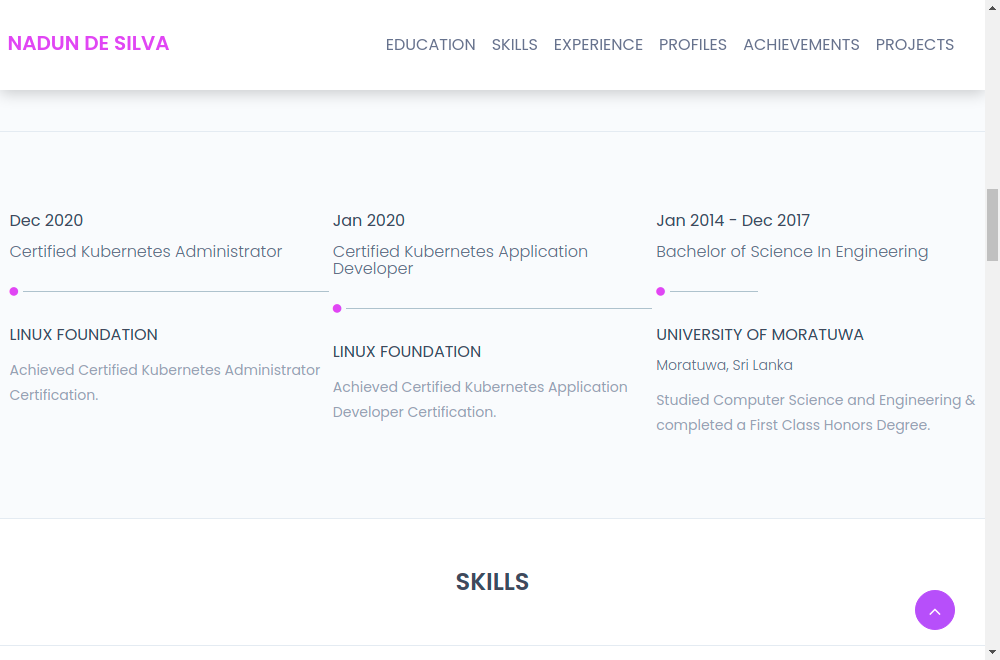 NADUN DE SILVA
EDUCATION SKILLS EXPERIENCE PROFILES ACHIEVEMENTS PROJECTS
Dec 2020
Certified Kubernetes Administrator
LINUX FOUNDATION
Achieved Certified Kubernetes Administrator
Certification.
Jan 2020
Certified Kubernetes Application
Developer
LINUX FOUNDATION
Achieved Certified Kubernetes Application
Developer Certification.
Jan 2014 - Dec 2017
Bachelor of Science In Engineering
UNIVERSITY OF MORATUWA
Moratuwa, Sri Lanka
Studied Computer Science and Engineering &
completed a First Class Honors Degree.
SKILLS